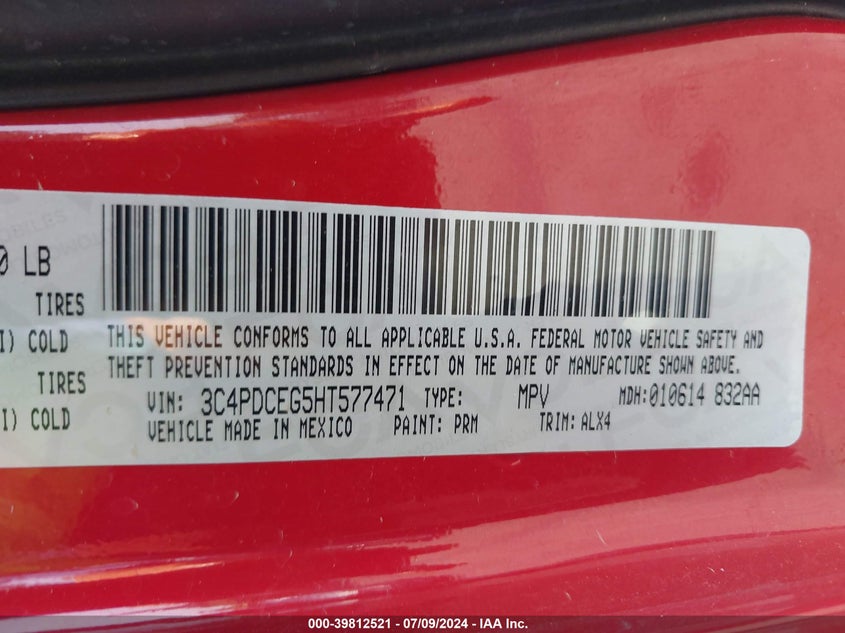 0 LB
TIRES
I) COLD
TIRES
I) COLD
THIS VEHICLE CONFORMS TO ALL APPLICABLE U.S.A. FEDERAL MOTOR VEHICLE SAFETY AND
THEFT PREVENTION STANDARDS IN EFFECT ON THE DATE OF MANUFACTURE SHOWN ABOVE.
VIN: 3C4PDCEG5HT577471 TYPE: MPV MDH:010614 832AA
VEHICLE MADE IN MEXICO PAINT: PRM TRIM: ALX4
000-39812521 / 07/09/2024 - IAA Inc.